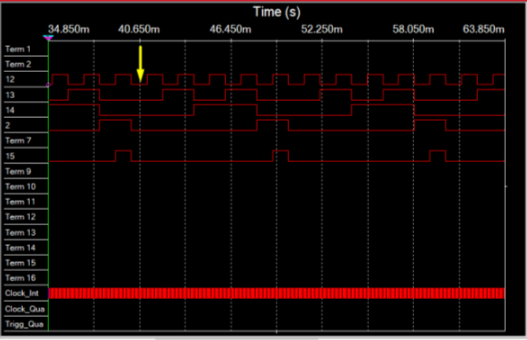 Time (s)
34.850m 40.650m 46.450m 52.250m 58.050m 63.850m
Term 1
Term 2
12
13
14
2
Term 7
15
Term 9
Term 10
Term 11
Term 12
Term 13
Term 14
Term 15
Term 16
Clock_Int
Clock_Qua
Trigg_Qua